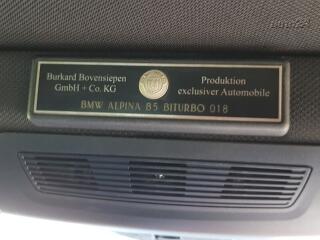 Burkard Bovensiepen
GmbH + Co. KG
Produktion
exclusiver Automobile
BMW ALPINA B5 BITURBO 018